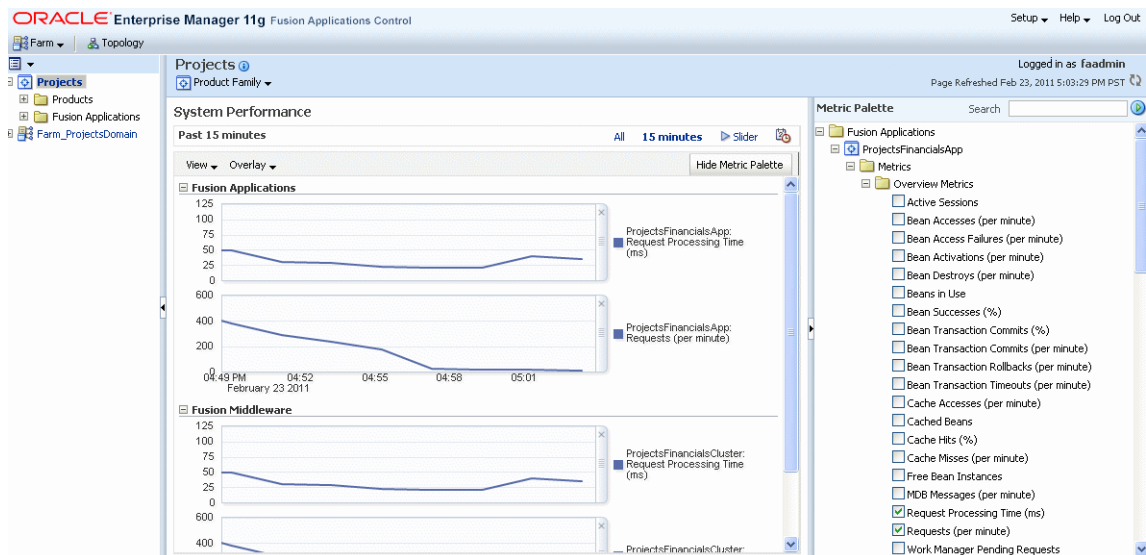 ORACLE Enterprise Manager 11g Fusion Applications Control
Setup Help Log Out
Farm Topology
Projects
Products
Fusion Applications
Farm_ProjectsDomain
Projects
Product Family
Logged in as faadmin
Page Refreshed Feb 23, 2011 5:03:29 PM PST
System Performance
Past 15 minutes
All 15 minutes Slider
View Overlay
Hide Metric Palette
Fusion Applications
125
100
75
50
25
0
ProjectsFinancialsApp:
Request Processing Time
(ms)
600
400
200
0
ProjectsFinancialsApp:
Requests (per minute)
04:49 PM 04:52 04:55 04:58 05:01
February 23 2011
Fusion Middleware
125
100
75
50
25
0
ProjectsFinancialsCluster:
Request Processing Time
(ms)
600
400
ProjectsFinancialsCluster:
Metric Palette
Search
Fusion Applications
ProjectsFinancialsApp
Metrics
Overview Metrics
Active Sessions
Bean Accesses (per minute)
Bean Access Failures (per minute)
Bean Activations (per minute)
Bean Destroys (per minute)
Beans in Use
Bean Successes (%)
Bean Transaction Commits (%)
Bean Transaction Commits (per minute)
Bean Transaction Rollbacks (per minute)
Bean Transaction Timeouts (per minute)
Cache Accesses (per minute)
Cached Beans
Cache Hits (%)
Cache Misses (per minute)
Free Bean Instances
MDB Messages (per minute)
Request Processing Time (ms)
Requests (per minute)
Work Manager Pending Requests